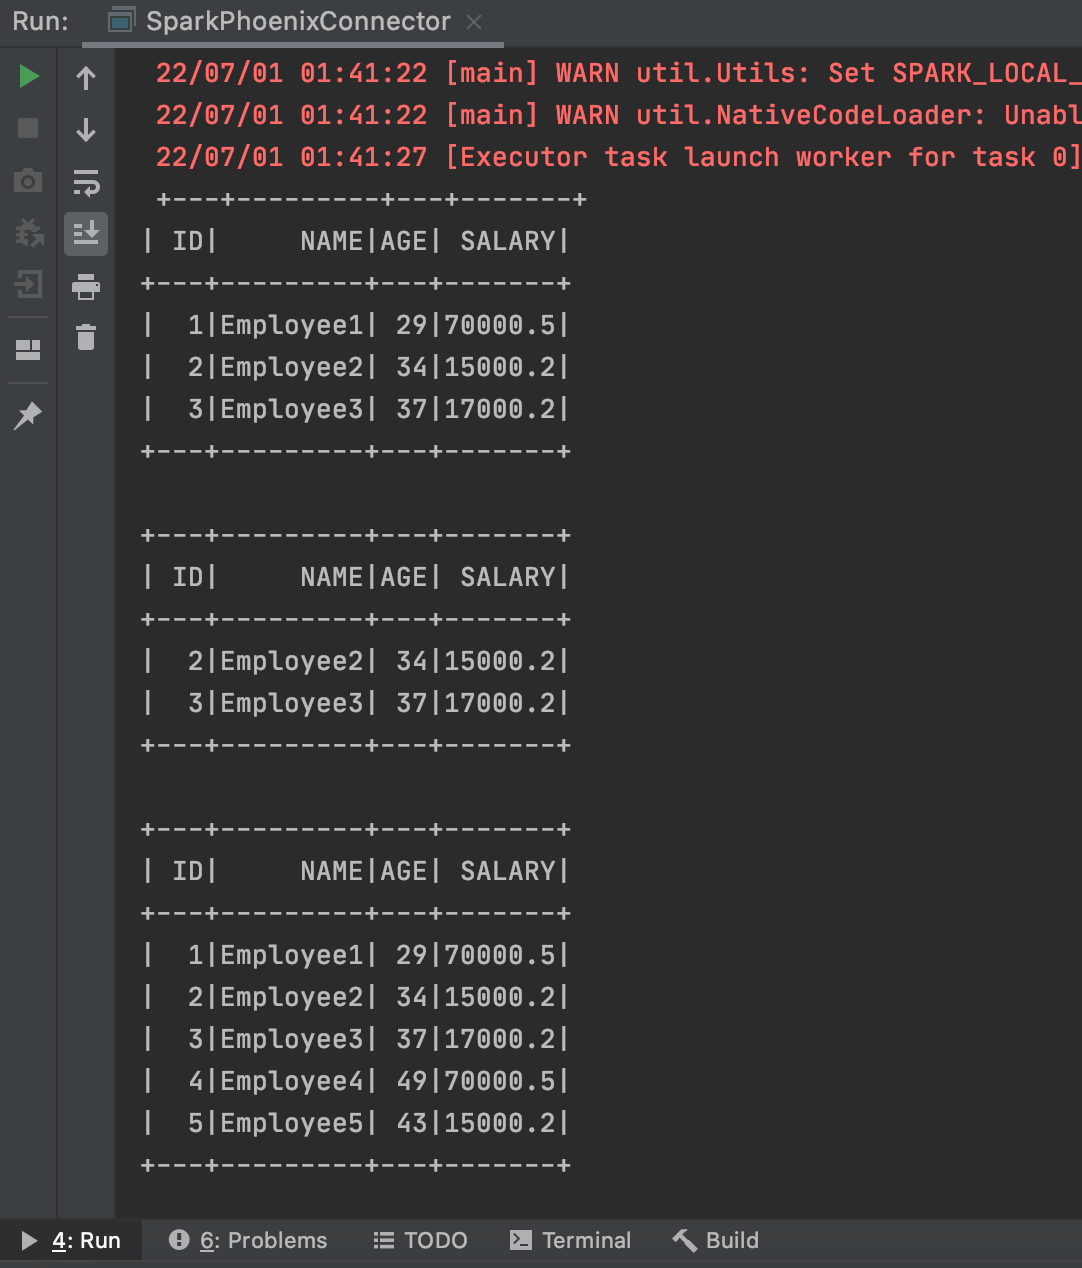 Run: SparkPhoenixConnector
22/07/01 01:41:22 [main] WARN util.Utils: Set SPARK_LOCAL_
22/07/01 01:41:22 [main] WARN util.NativeCodeLoader: Unabl
22/07/01 01:41:27 [Executor task launch worker for task 0]
+---+---------+---+-------+
| ID|     NAME|AGE| SALARY|
+---+---------+---+-------+
|  1|Employee1| 29|70000.5|
|  2|Employee2| 34|15000.2|
|  3|Employee3| 37|17000.2|
+---+---------+---+-------+
+---+---------+---+-------+
| ID|     NAME|AGE| SALARY|
+---+---------+---+-------+
|  2|Employee2| 34|15000.2|
|  3|Employee3| 37|17000.2|
+---+---------+---+-------+
+---+---------+---+-------+
| ID|     NAME|AGE| SALARY|
+---+---------+---+-------+
|  1|Employee1| 29|70000.5|
|  2|Employee2| 34|15000.2|
|  3|Employee3| 37|17000.2|
|  4|Employee4| 49|70000.5|
|  5|Employee5| 43|15000.2|
+---+---------+---+-------+
4: Run 6: Problems TODO Terminal Build